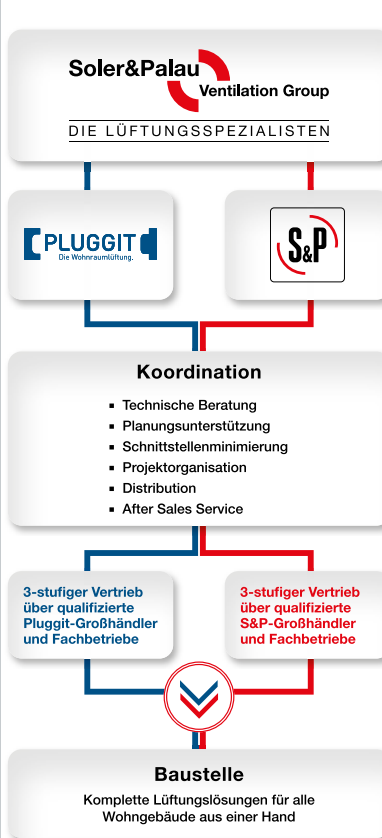 Soler&Palau
Ventilation Group
DIE LÜFTUNGSSPEZIALISTEN
PLUGGIT
Die Wohnraumlüftung.
S&P
Koordination
▪ Technische Beratung
▪ Planungsunterstützung
▪ Schnittstellenminimierung
▪ Projektorganisation
▪ Distribution
▪ After Sales Service
3-stufiger Vertrieb
über qualifizierte
Pluggit-Großhändler
und Fachbetriebe
3-stufiger Vertrieb
über qualifizierte
S&P-Großhändler
und Fachbetriebe
Baustelle
Komplette Lüftungslösungen für alle
Wohngebäude aus einer Hand